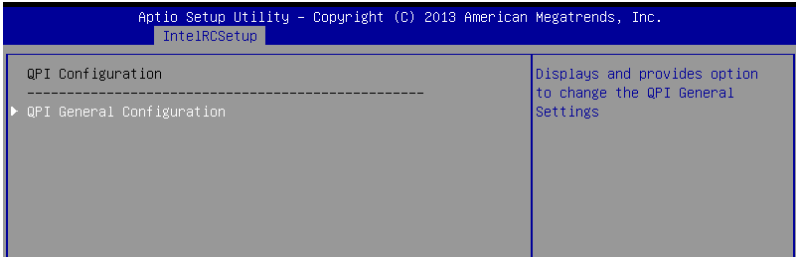 Aptio Setup Utility – Copyright (C) 2013 American Megatrends, Inc.
IntelRCSetup
QPI Configuration
--------------------------------------------------
QPI General Configuration
Displays and provides option
to change the QPI General
Settings